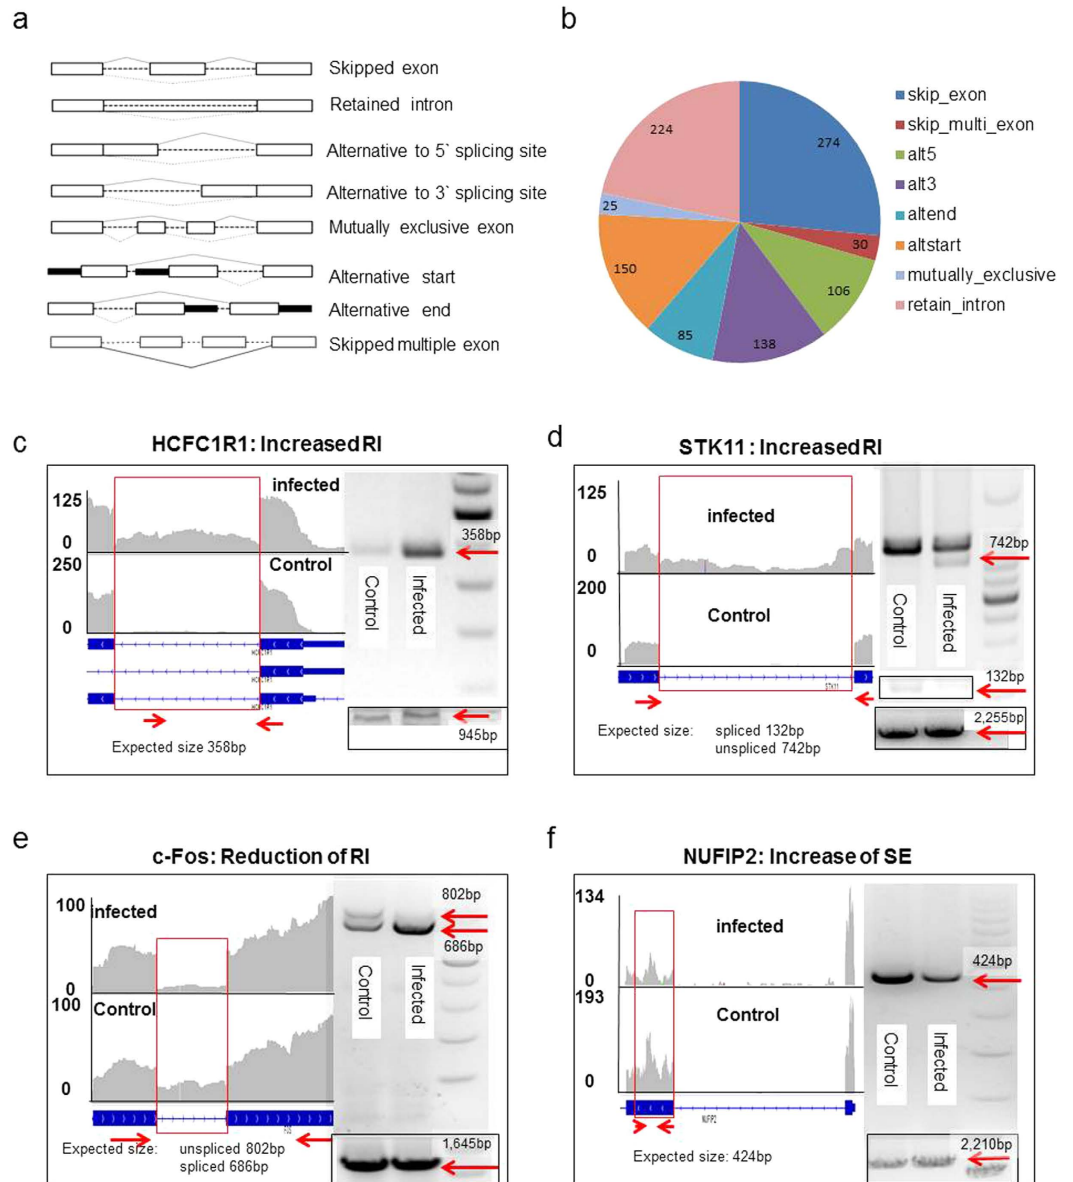 a
Skipped exon
Retained intron
Alternative to 5` splicing site
Alternative to 3` splicing site
Mutually exclusive exon
Alternative start
Alternative end
Skipped multiple exon
b
274
30
106
138
85
150
25
224
skip_exon
skip_multi_exon
alt5
alt3
altend
altstart
mutually_exclusive
retain_intron
c
HCFC1R1: Increased RI
infected
125
0
Control
250
0
HCFC1R1
HCFC1R1
Control
Infected
358bp
945bp
Expected size 358bp
d
STK11: Increased RI
125
infected
0
200
Control
0
STK11
Control
Infected
742bp
132bp
2,255bp
Expected size: spliced 132bp
unspliced 742bp
e
c-Fos: Reduction of RI
100
infected
0
100
Control
0
FOS
802bp
686bp
Control
Infected
1,645bp
Expected size: unspliced 802bp
spliced 686bp
f
NUFIP2: Increase of SE
134
infected
0
193
Control
0
NUFIP2
424bp
Control
Infected
2,210bp
Expected size: 424bp